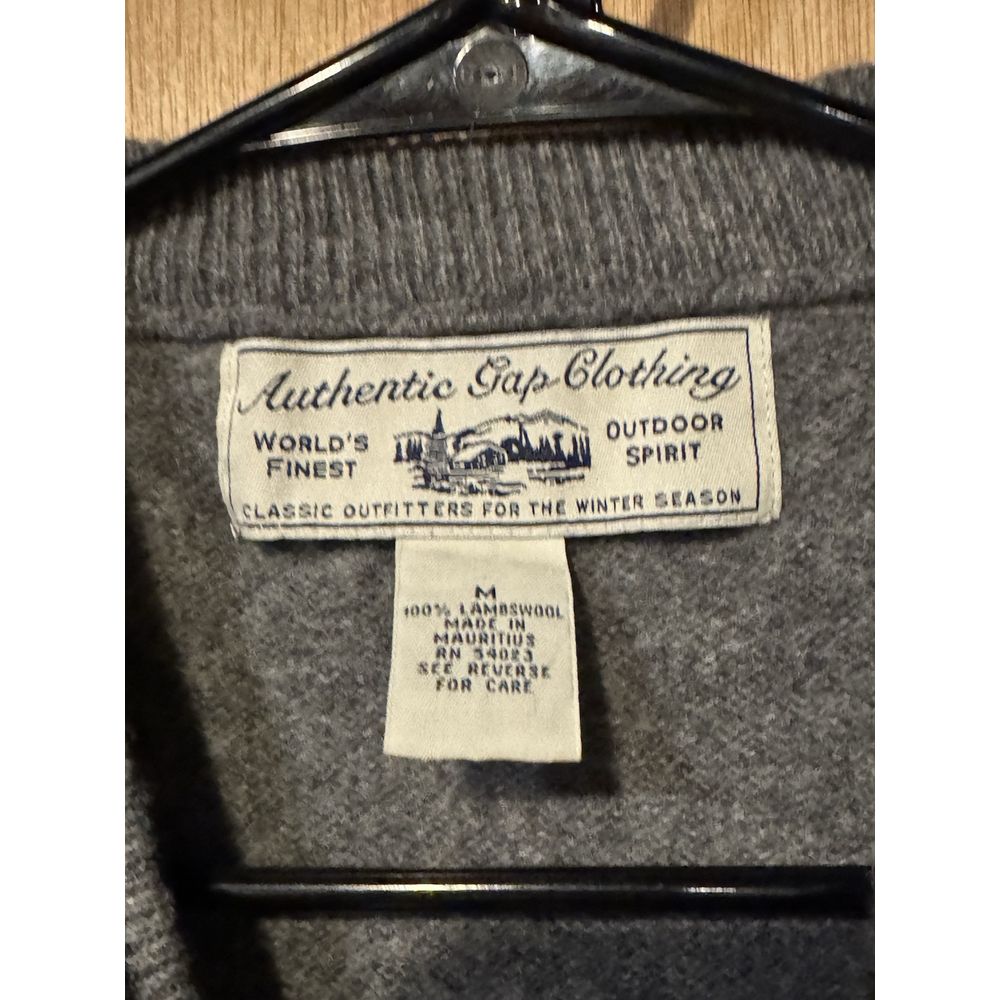 Authentic Gap Clothing
WORLD'S FINEST
OUTDOOR SPIRIT
CLASSIC OUTFITTERS FOR THE WINTER SEASON
M
100% LAMBSWOOL
MADE IN
MAURITIUS
RN 54023
SEE REVERSE
FOR CARE